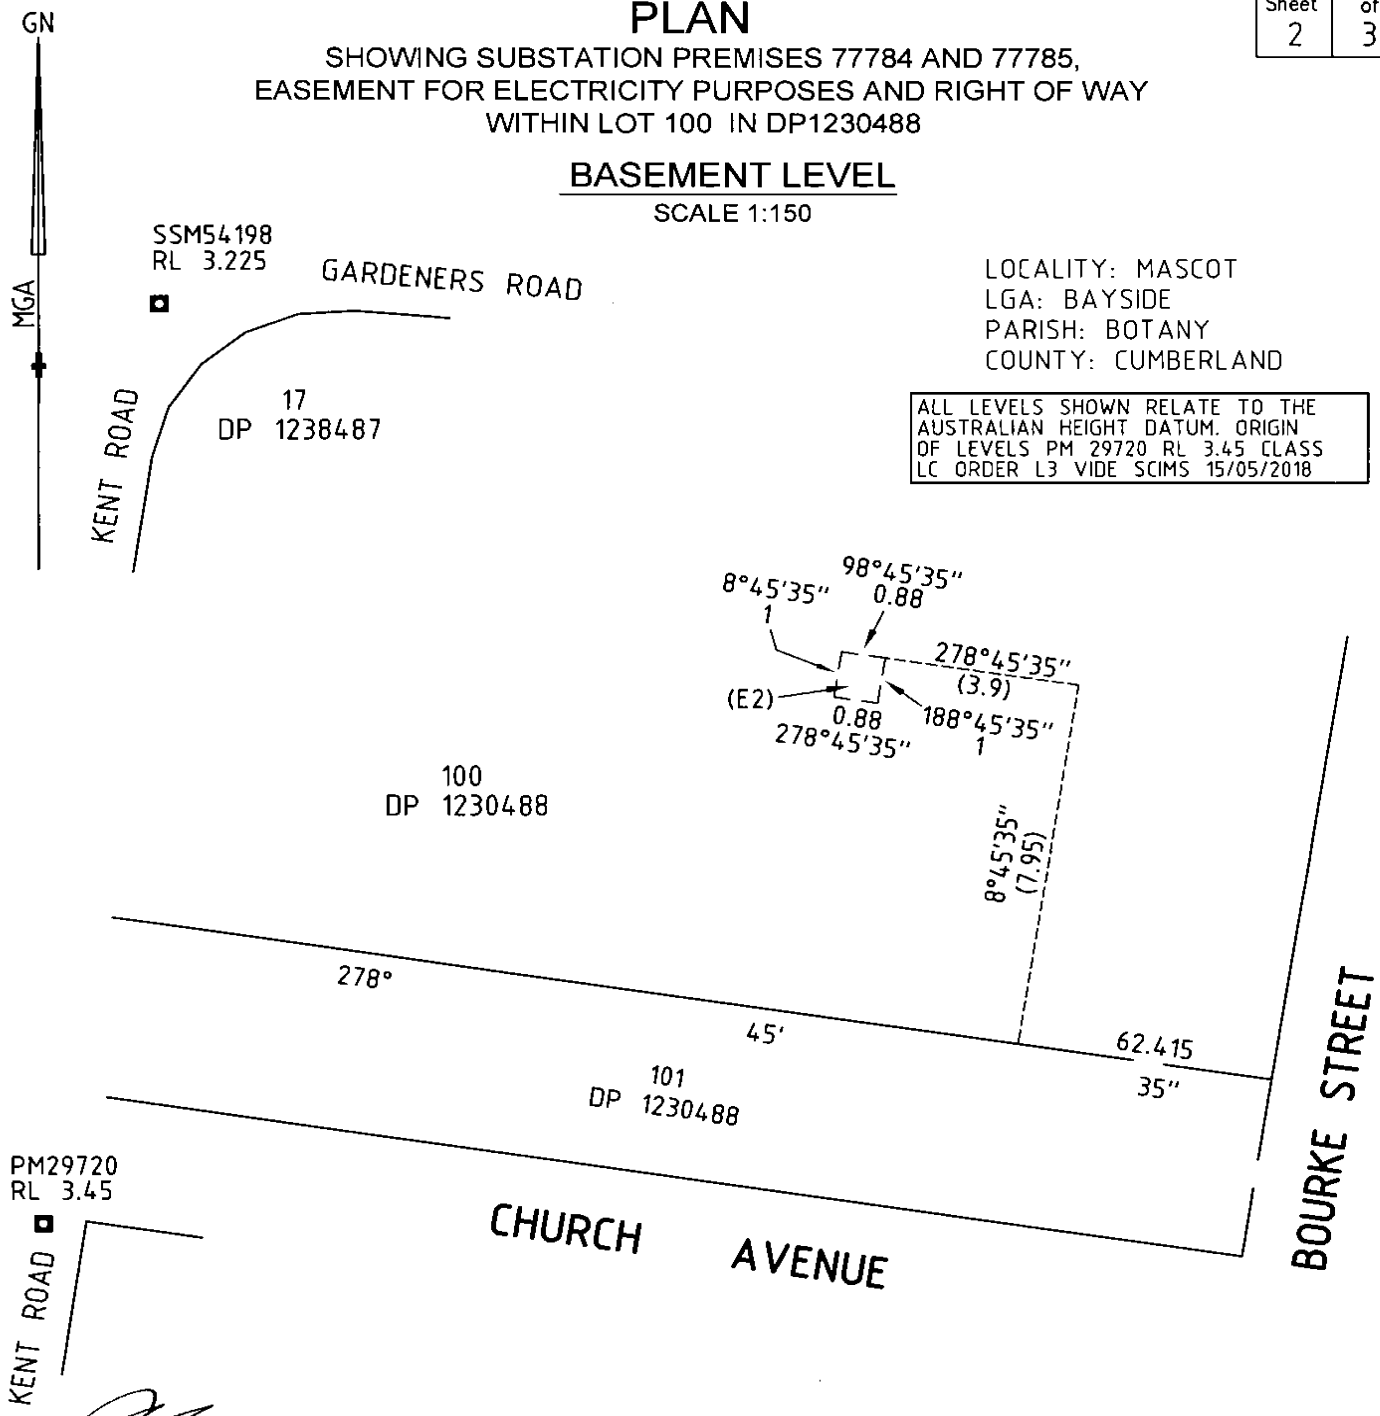 GN
PLAN
Sheet of
2 3
SHOWING SUBSTATION PREMISES 77784 AND 77785,
EASEMENT FOR ELECTRICITY PURPOSES AND RIGHT OF WAY
WITHIN LOT 100 IN DP1230488
BASEMENT LEVEL
SCALE 1:150
SSM54198
RL 3.225
GARDENERS ROAD
MGA
LOCALITY: MASCOT
LGA: BAYSIDE
PARISH: BOTANY
COUNTY: CUMBERLAND
KENT ROAD
17
DP 1238487
ALL LEVELS SHOWN RELATE TO THE
AUSTRALIAN HEIGHT DATUM. ORIGIN
OF LEVELS PM 29720 RL 3.45 CLASS
LC ORDER L3 VIDE SCIMS 15/05/2018
98°45'35"
0.88
8°45'35"
1
278°45'35"
(3.9)
(E2)
0.88
278°45'35"
188°45'35"
1
100
DP 1230488
8°45'35"
(7.95)
278°
45'
62.415
35"
101
DP 1230488
BOURKE STREET
PM29720
RL 3.45
CHURCH AVENUE
KENT ROAD